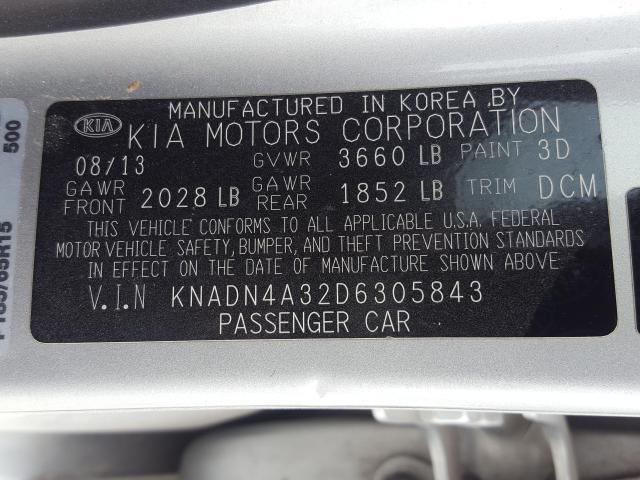 MANUFACTURED IN KOREA BY
KIA KIA MOTORS CORPORATION
08/13 GVWR 3660 LB PAINT 3D
GAWR FRONT 2028 LB GAWR REAR 1852 LB TRIM DCM
THIS VEHICLE CONFORMS TO ALL APPLICABLE U.S.A. FEDERAL
MOTOR VEHICLE SAFETY, BUMPER, AND THEFT PREVENTION STANDARDS
IN EFFECT ON THE DATE OF MANUFACTURE SHOWN ABOVE
V.I.N KNADN4A32D6305843
PASSENGER CAR
500